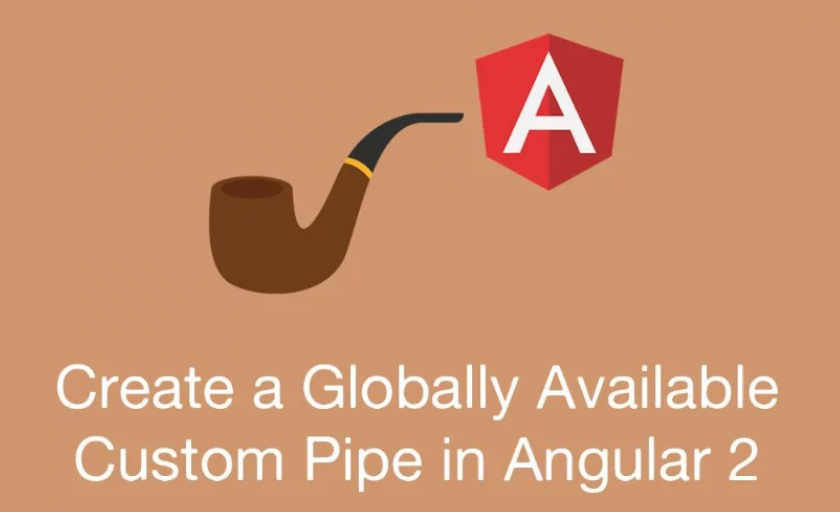 A
Create a Globally Available
Custom Pipe in Angular 2